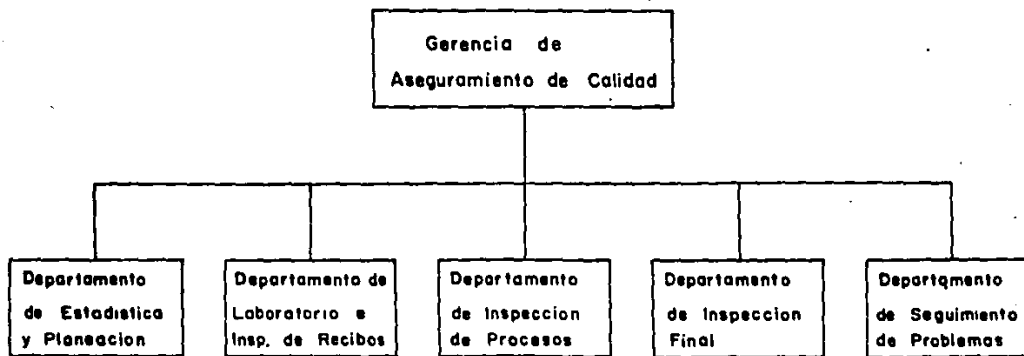 Gerencia de
Aseguramiento de Calidad
Departamento
de Estadistica
y Planeacion
Departamento de
Laboratorio e
Insp. de Recibos
Departamento
de Inspeccion
de Procesos
Departamento
de Inspeccion
Final
Departamento
de Seguimiento
de Problemas